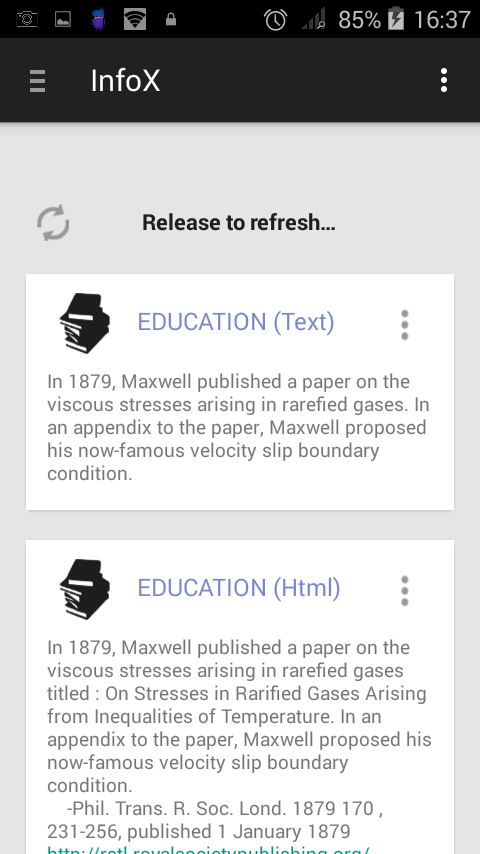 85% 16:37
InfoX
Release to refresh...
EDUCATION (Text)
In 1879, Maxwell published a paper on the
viscous stresses arising in rarefied gases. In
an appendix to the paper, Maxwell proposed
his now-famous velocity slip boundary
condition.
EDUCATION (Html)
In 1879, Maxwell published a paper on the
viscous stresses arising in rarefied gases
titled : On Stresses in Rarified Gases Arising
from Inequalities of Temperature. In an
appendix to the paper, Maxwell proposed his
now-famous velocity slip boundary
condition.
-Phil. Trans. R. Soc. Lond. 1879 170 ,
231-256, published 1 January 1879
http://rstl.royalsocietypublishing.org/